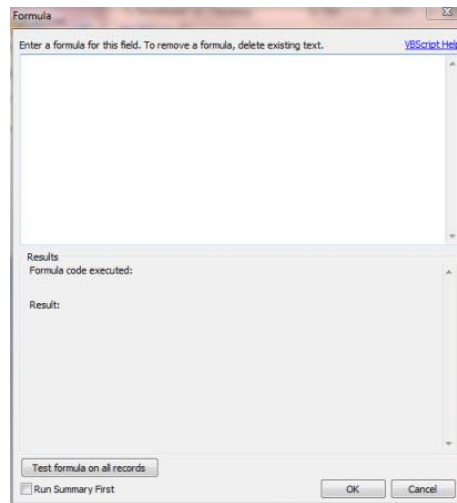 Formula
Enter a formula for this field. To remove a formula, delete existing text.
VBScript Help
Results
Formula code executed:
Result:
Test formula on all records
Run Summary First
OK
Cancel